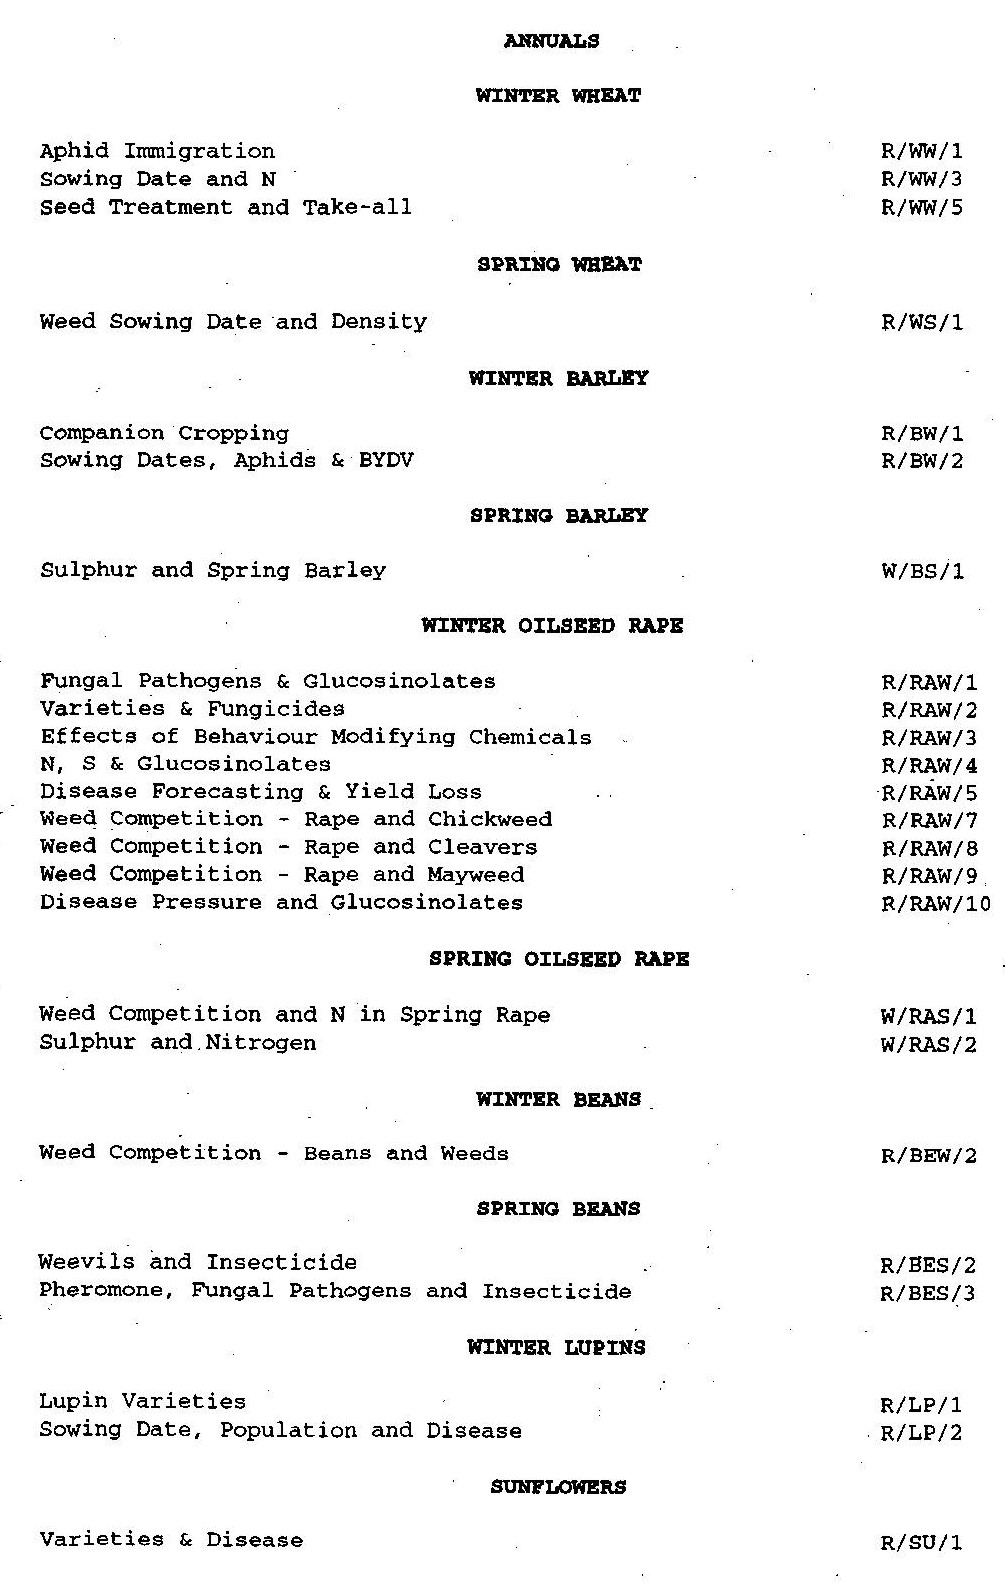 ANNUALS
WINTER WHEAT
Aphid Immigration R/WW/1
Sowing Date and N R/WW/3
Seed Treatment and Take-all R/WW/5
SPRING WHEAT
Weed Sowing Date and Density R/WS/1
WINTER BARLEY
Companion Cropping R/BW/1
Sowing Dates, Aphids & BYDV R/BW/2
SPRING BARLEY
Sulphur and Spring Barley W/BS/1
WINTER OILSEED RAPE
Fungal Pathogens & Glucosinolates R/RAW/1
Varieties & Fungicides R/RAW/2
Effects of Behaviour Modifying Chemicals R/RAW/3
N, S & Glucosinolates R/RAW/4
Disease Forecasting & Yield Loss R/RAW/5
Weed Competition - Rape and Chickweed R/RAW/7
Weed Competition - Rape and Cleavers R/RAW/8
Weed Competition - Rape and Mayweed R/RAW/9
Disease Pressure and Glucosinolates R/RAW/10
SPRING OILSEED RAPE
Weed Competition and N in Spring Rape W/RAS/1
Sulphur and Nitrogen W/RAS/2
WINTER BEANS
Weed Competition - Beans and Weeds R/BEW/2
SPRING BEANS
Weevils and Insecticide R/BES/2
Pheromone, Fungal Pathogens and Insecticide R/BES/3
WINTER LUPINS
Lupin Varieties R/LP/1
Sowing Date, Population and Disease R/LP/2
SUNFLOWERS
Varieties & Disease R/SU/1